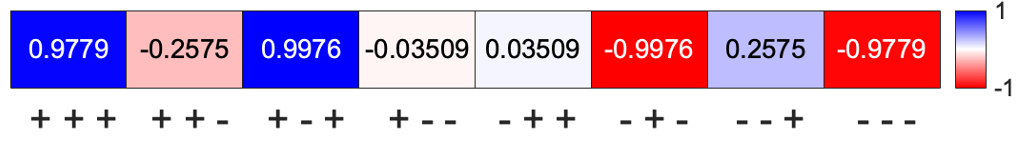 0.9779 -0.2575 0.9976 -0.03509 0.03509 -0.9976 0.2575 -0.9779 1
-1
+ + + + + - + - + + - - - + + - + - - - + - - -